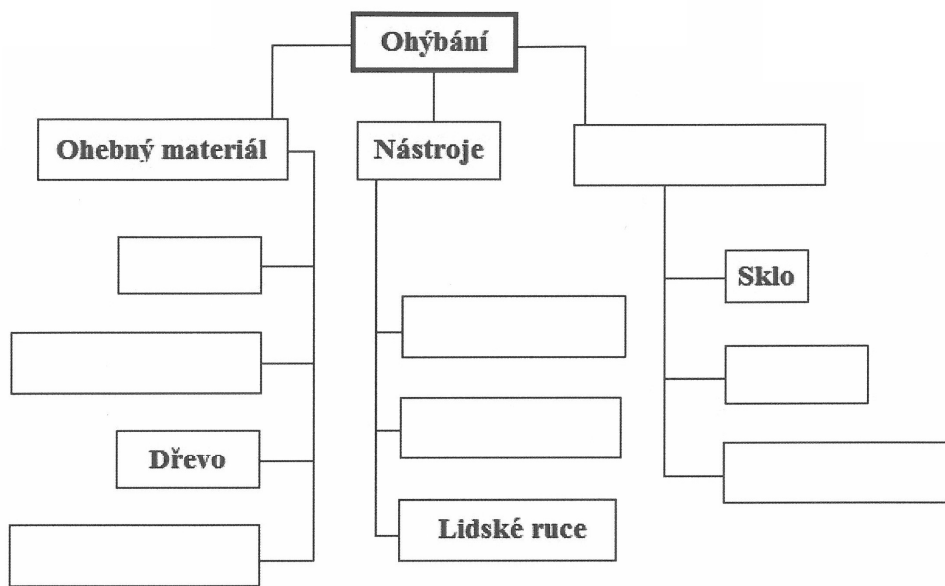 Ohýbání
Ohebný materiál
Nástroje
Sklo
Dřevo
Lidské ruce